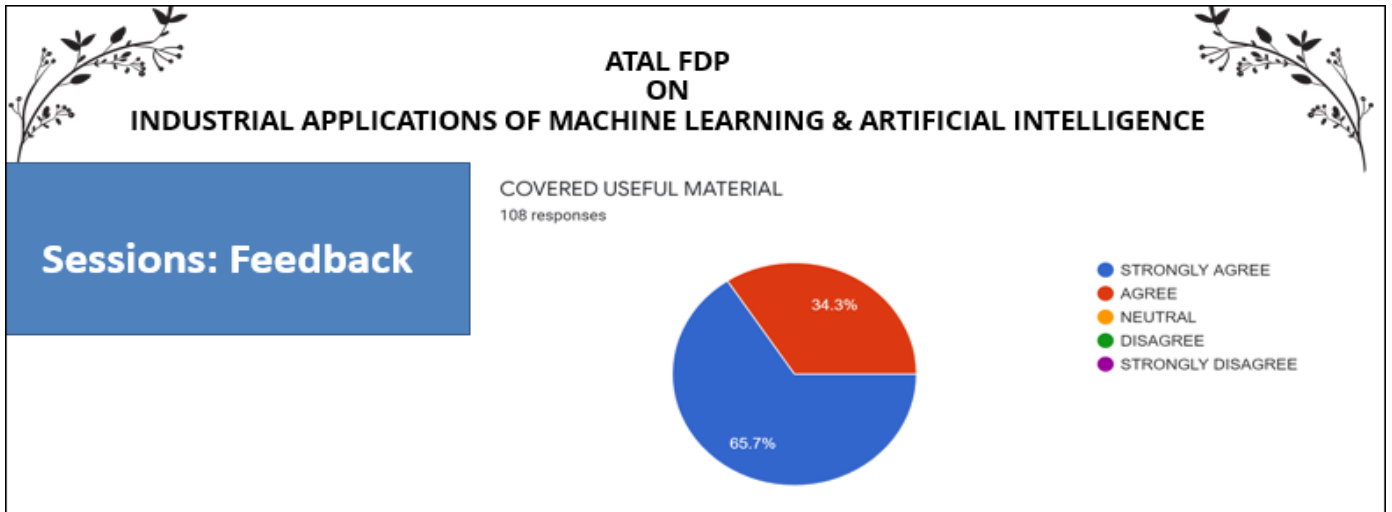 ATAL FDP
ON
INDUSTRIAL APPLICATIONS OF MACHINE LEARNING & ARTIFICIAL INTELLIGENCE
Sessions: Feedback
COVERED USEFUL MATERIAL
108 responses
34.3%
65.7%
STRONGLY AGREE
AGREE
NEUTRAL
DISAGREE
STRONGLY DISAGREE